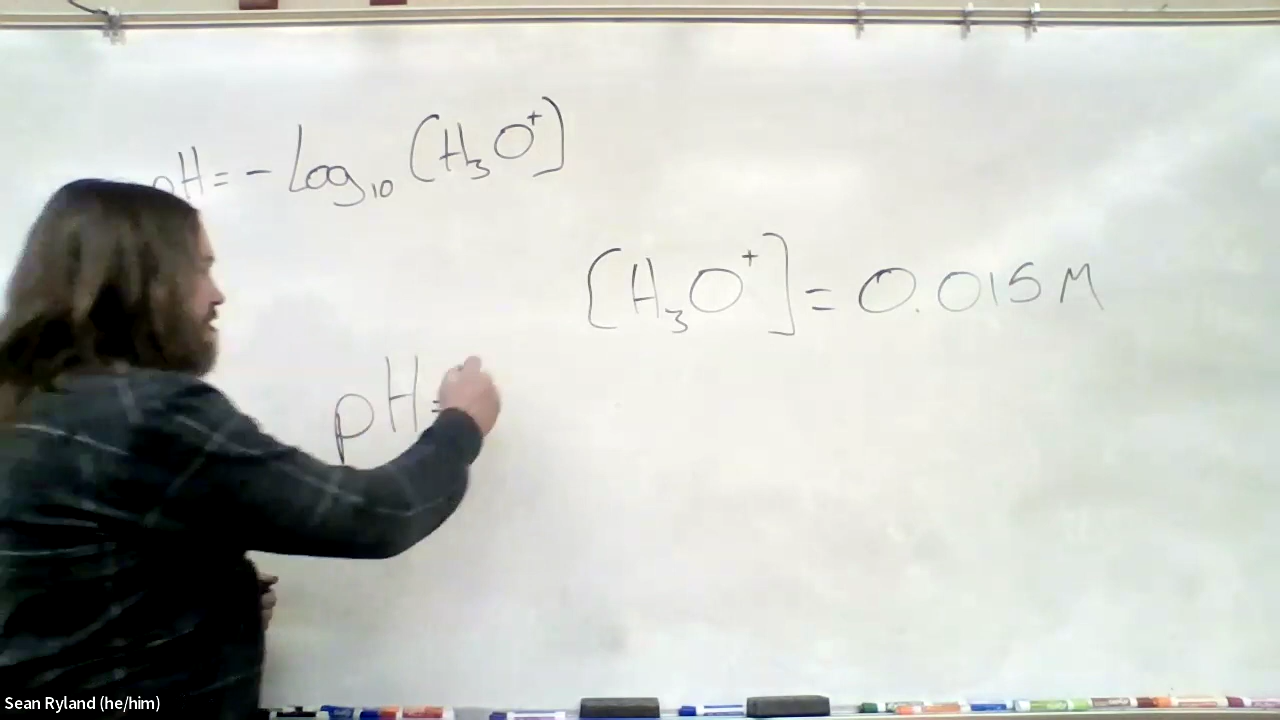 pH = - Log₁₀ [H₃O⁺]
[H₃O⁺] = 0.015 M
pH =
Sean Ryland (he/him)